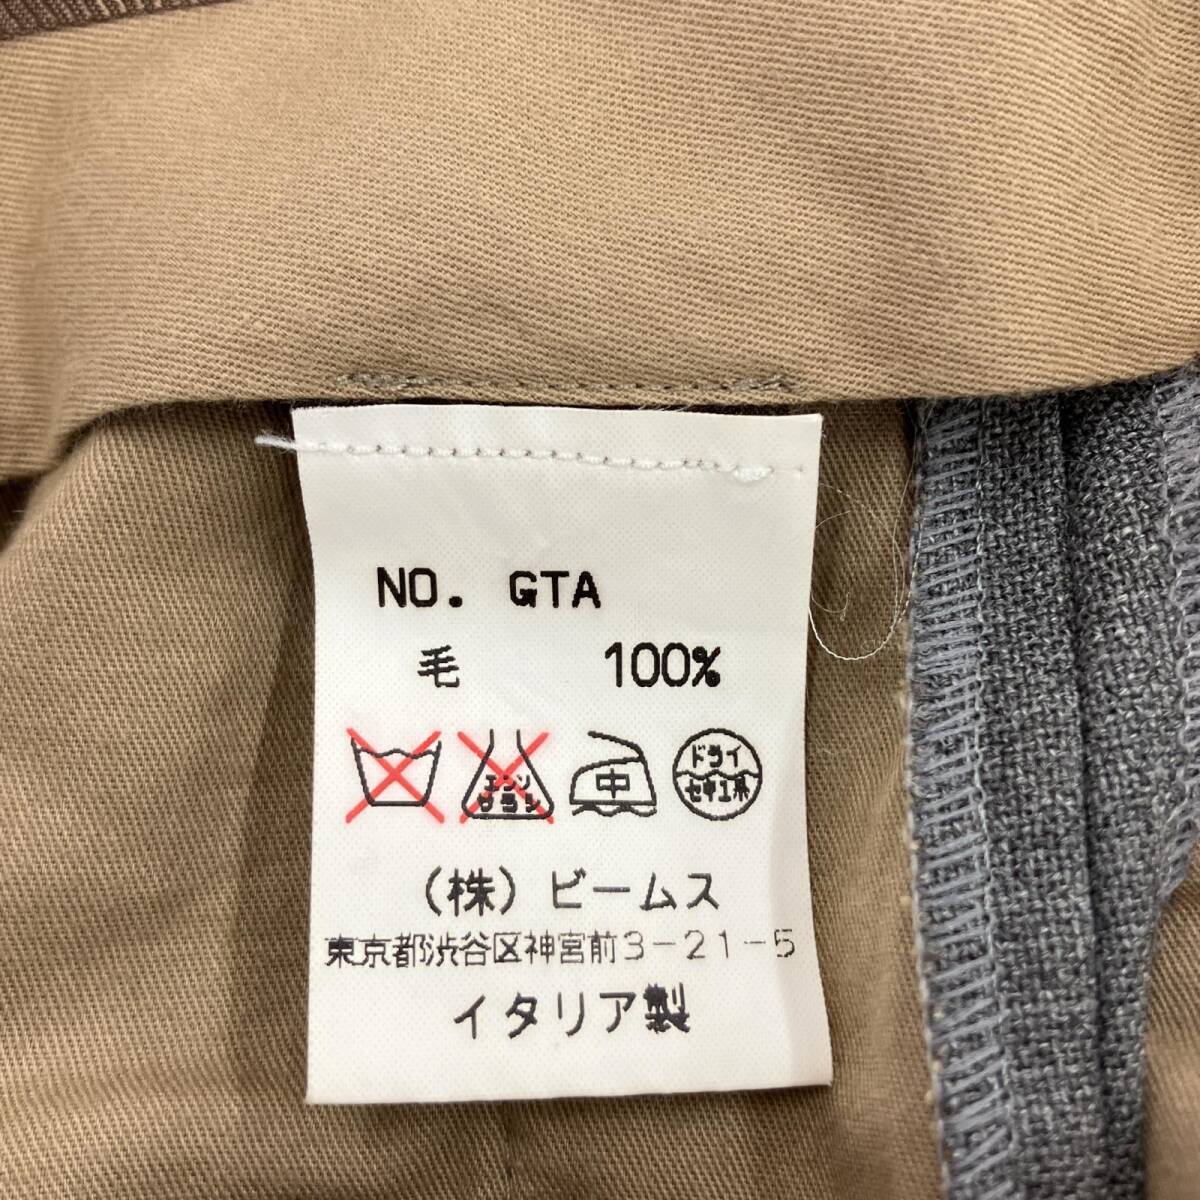 NO. GTA
毛 100%
エンソ サラシ 中 ドライ セキユ系
(株)ビームス
東京都渋谷区神宮前3-21-5
イタリア製